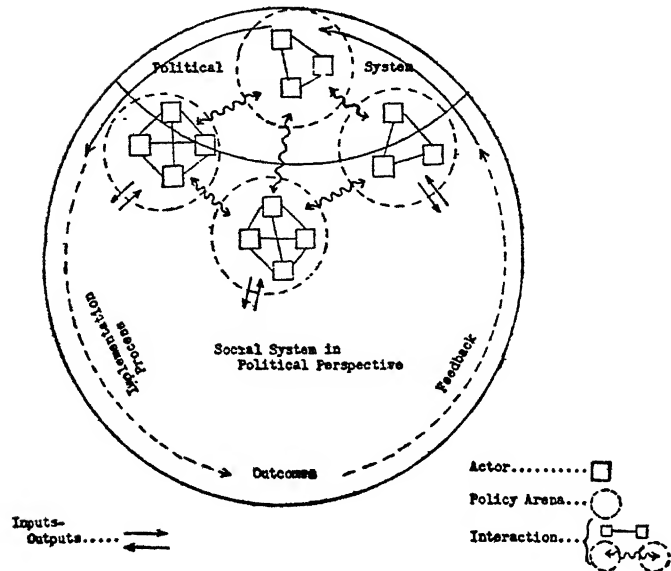 Political System
Implementation
Process
Social System in
Political Perspective
Feedback
Outcomes
Actor..........
Policy Arena...
Interaction....
Inputs-
Outputs.....